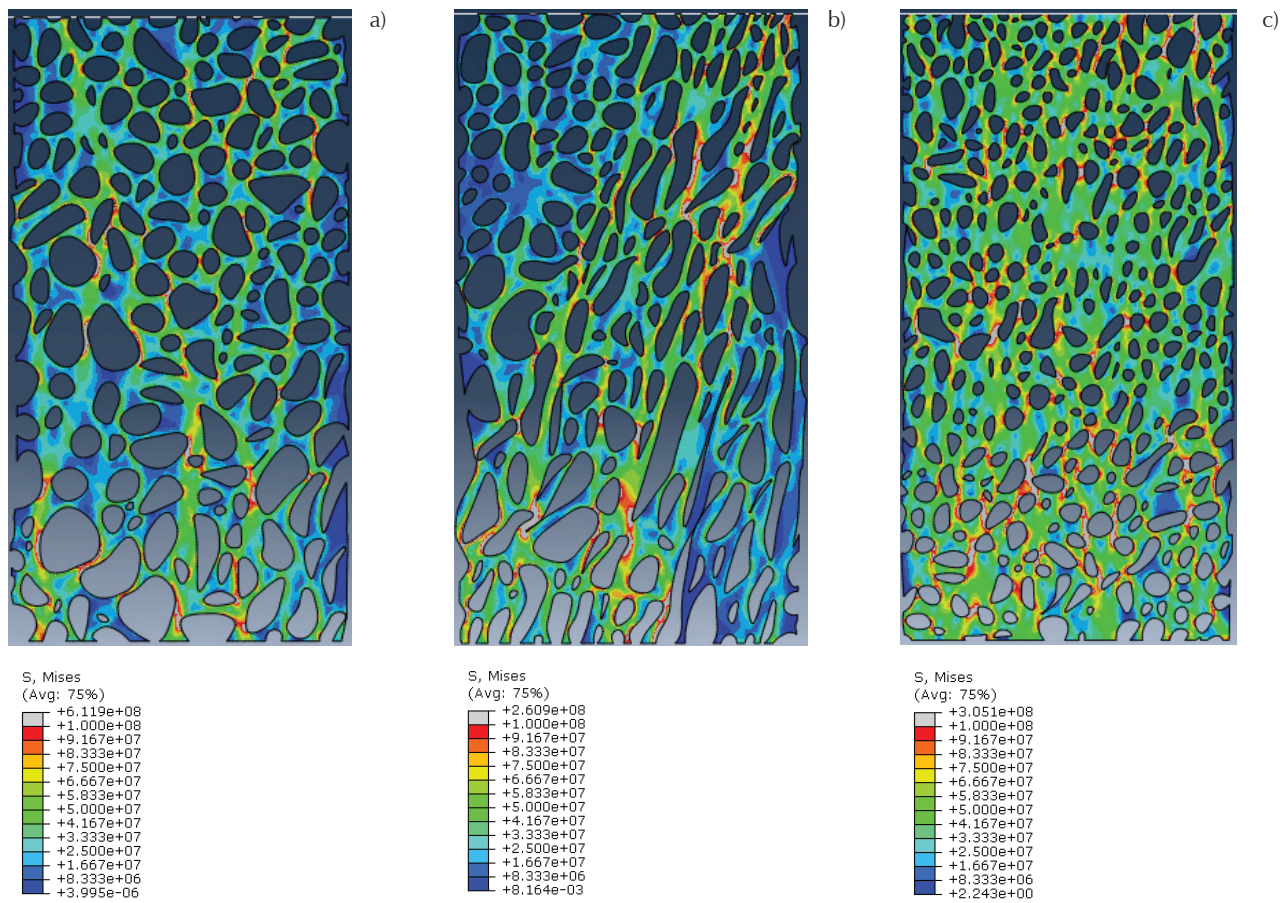 a)
b)
c)
S, Mises
(Avg: 75%)
+6.119e+08
+1.000e+08
+9.167e+07
+8.333e+07
+7.500e+07
+6.667e+07
+5.833e+07
+5.000e+07
+4.167e+07
+3.333e+07
+2.500e+07
+1.667e+07
+8.333e+06
+3.995e-06
S, Mises
(Avg: 75%)
+2.609e+08
+1.000e+08
+9.167e+07
+8.333e+07
+7.500e+07
+6.667e+07
+5.833e+07
+5.000e+07
+4.167e+07
+3.333e+07
+2.500e+07
+1.667e+07
+8.333e+06
+8.164e-03
S, Mises
(Avg: 75%)
+3.051e+08
+1.000e+08
+9.167e+07
+8.333e+07
+7.500e+07
+6.667e+07
+5.833e+07
+5.000e+07
+4.167e+07
+3.333e+07
+2.500e+07
+1.667e+07
+8.333e+06
+2.243e+00